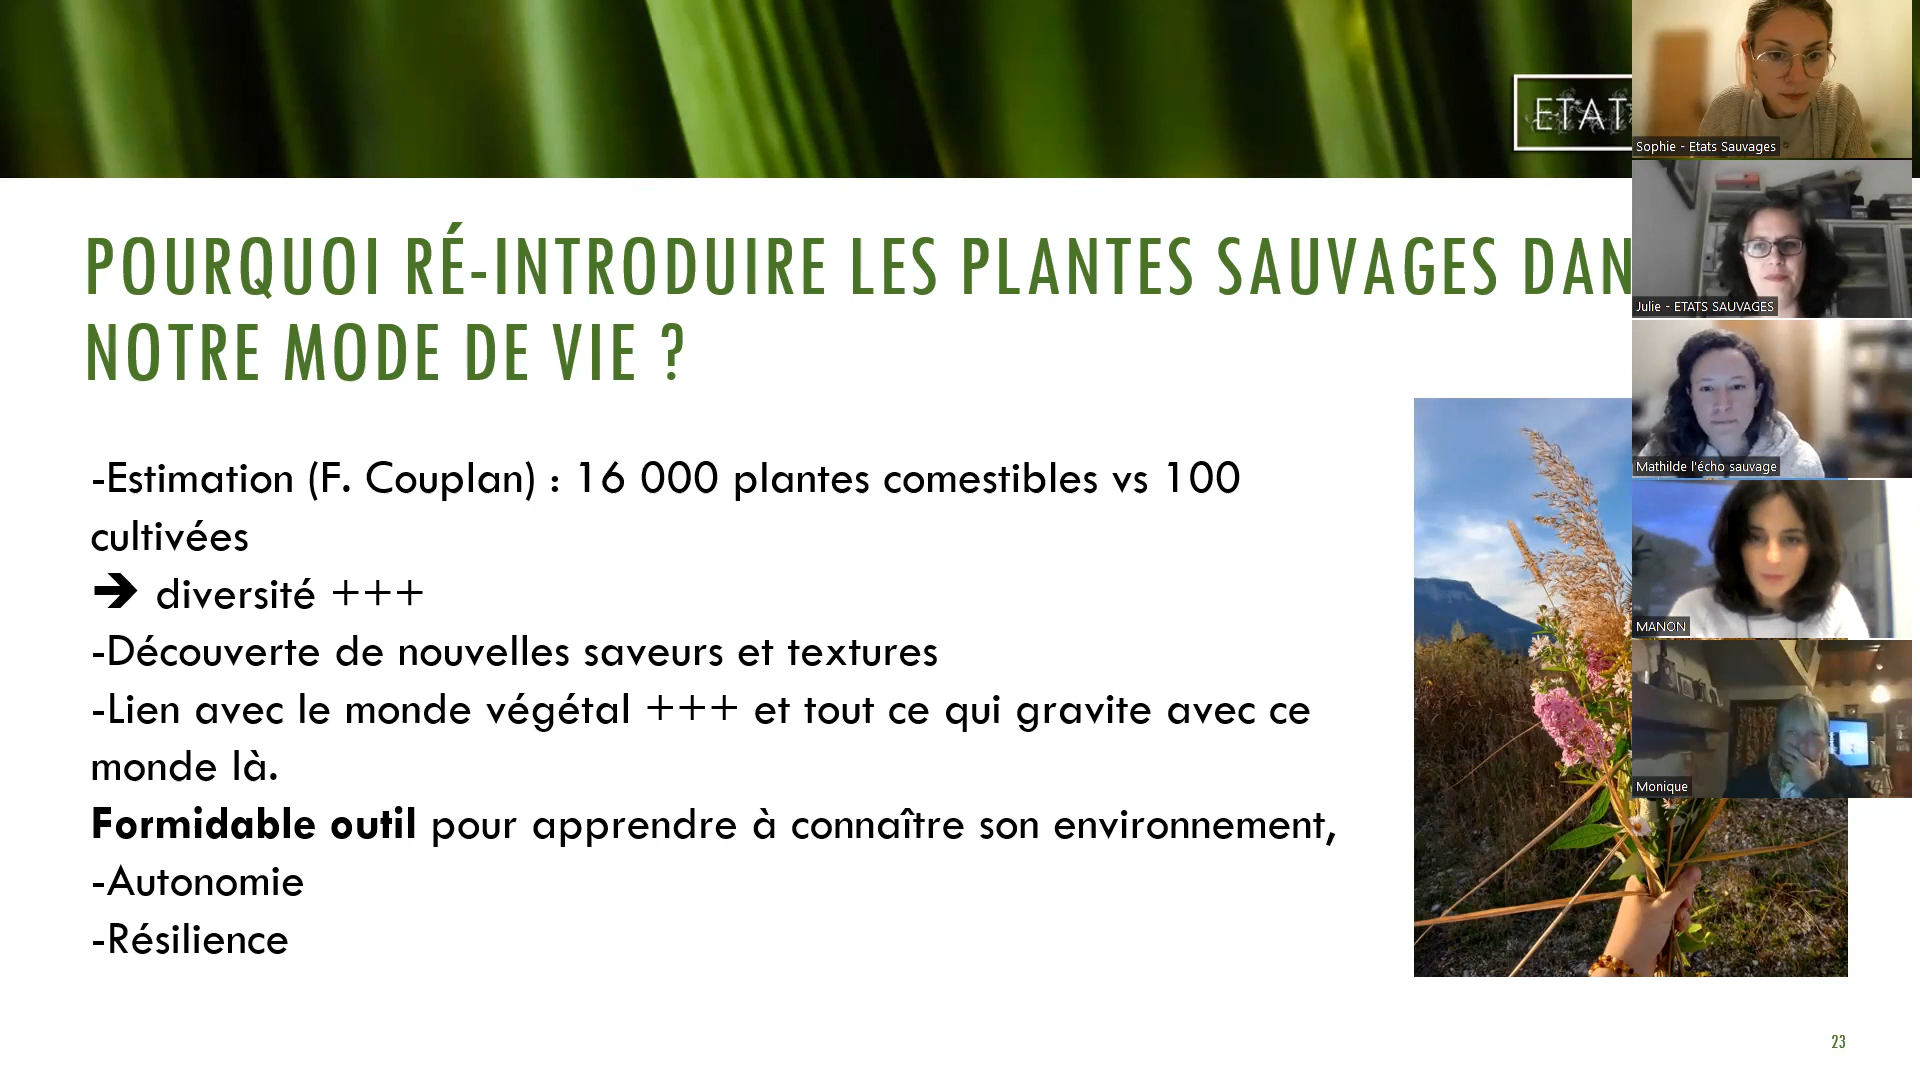 ETAT
POURQUOI RÉ-INTRODUIRE LES PLANTES SAUVAGES DAN
NOTRE MODE DE VIE ?
-Estimation (F. Couplan) : 16 000 plantes comestibles vs 100
cultivées
➔ diversité +++
-Découverte de nouvelles saveurs et textures
-Lien avec le monde végétal +++ et tout ce qui gravite avec ce
monde là.
Formidable outil pour apprendre à connaître son environnement,
-Autonomie
-Résilience
23
Sophie - Etats Sauvages
Julie - ETATS SAUVAGES
Mathilde l'écho sauvage
MANON
Monique